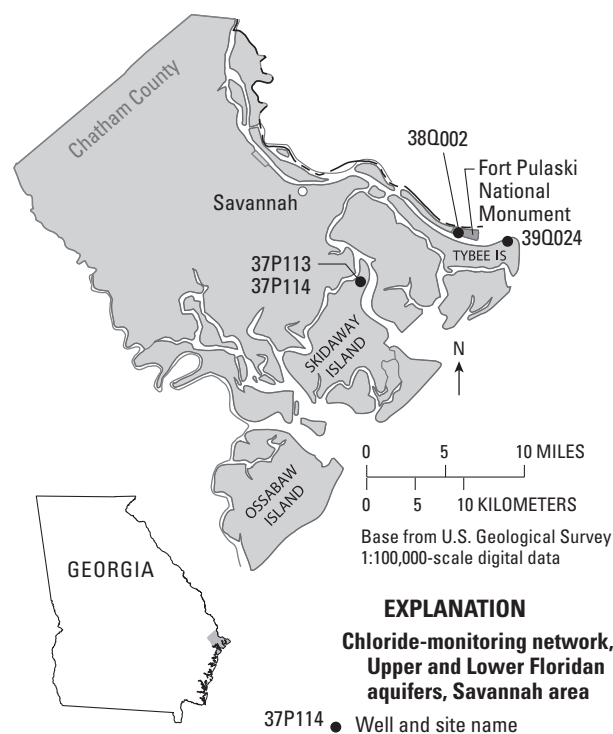 Chatham County
Savannah
38Q002
Fort Pulaski
National
Monument
39Q024
TYBEE IS
37P113
37P114
SKIDAWAY
ISLAND
N
OSSABAW
ISLAND
0 5 10 MILES
0 5 10 KILOMETERS
Base from U.S. Geological Survey
1:100,000-scale digital data
GEORGIA
EXPLANATION
Chloride-monitoring network,
Upper and Lower Floridan
aquifers, Savannah area
37P114 Well and site name